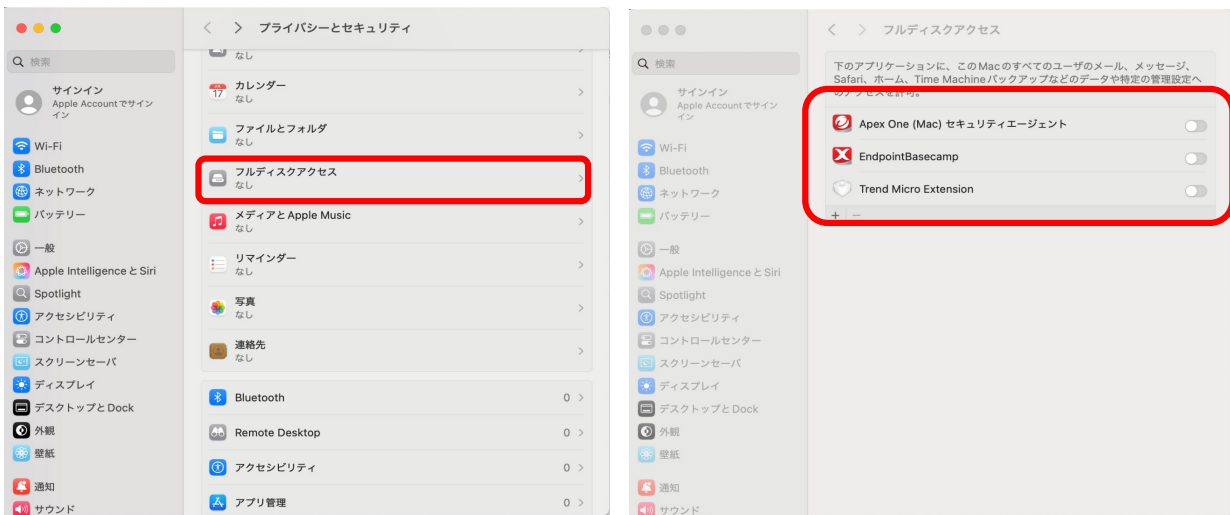 プライバシーとセキュリティ
検索
サインイン
Apple Accountでサイン
イン
Wi-Fi
Bluetooth
ネットワーク
バッテリー
一般
Apple Intelligence と Siri
Spotlight
アクセシビリティ
コントロールセンター
スクリーンセーバ
ディスプレイ
デスクトップと Dock
外観
壁紙
通知
サウンド
なし
17
カレンダー
なし
ファイルとフォルダ
なし
フルディスクアクセス
なし
メディアと Apple Music
なし
リマインダー
なし
写真
なし
連絡先
なし
Bluetooth 0
Remote Desktop 0
アクセシビリティ 0
アプリ管理 0
フルディスクアクセス
検索
サインイン
Apple Accountでサイン
イン
Wi-Fi
Bluetooth
ネットワーク
バッテリー
一般
Apple Intelligence と Siri
Spotlight
アクセシビリティ
コントロールセンター
スクリーンセーバ
ディスプレイ
デスクトップと Dock
外観
壁紙
通知
サウンド
下のアプリケーションに、この Mac のすべてのユーザのメール、メッセージ、
Safari、ホーム、Time Machine バックアップなどのデータや特定の管理設定へ
のアクセスを許可。
Apex One (Mac) セキュリティエージェント
EndpointBasecamp
Trend Micro Extension
+ −